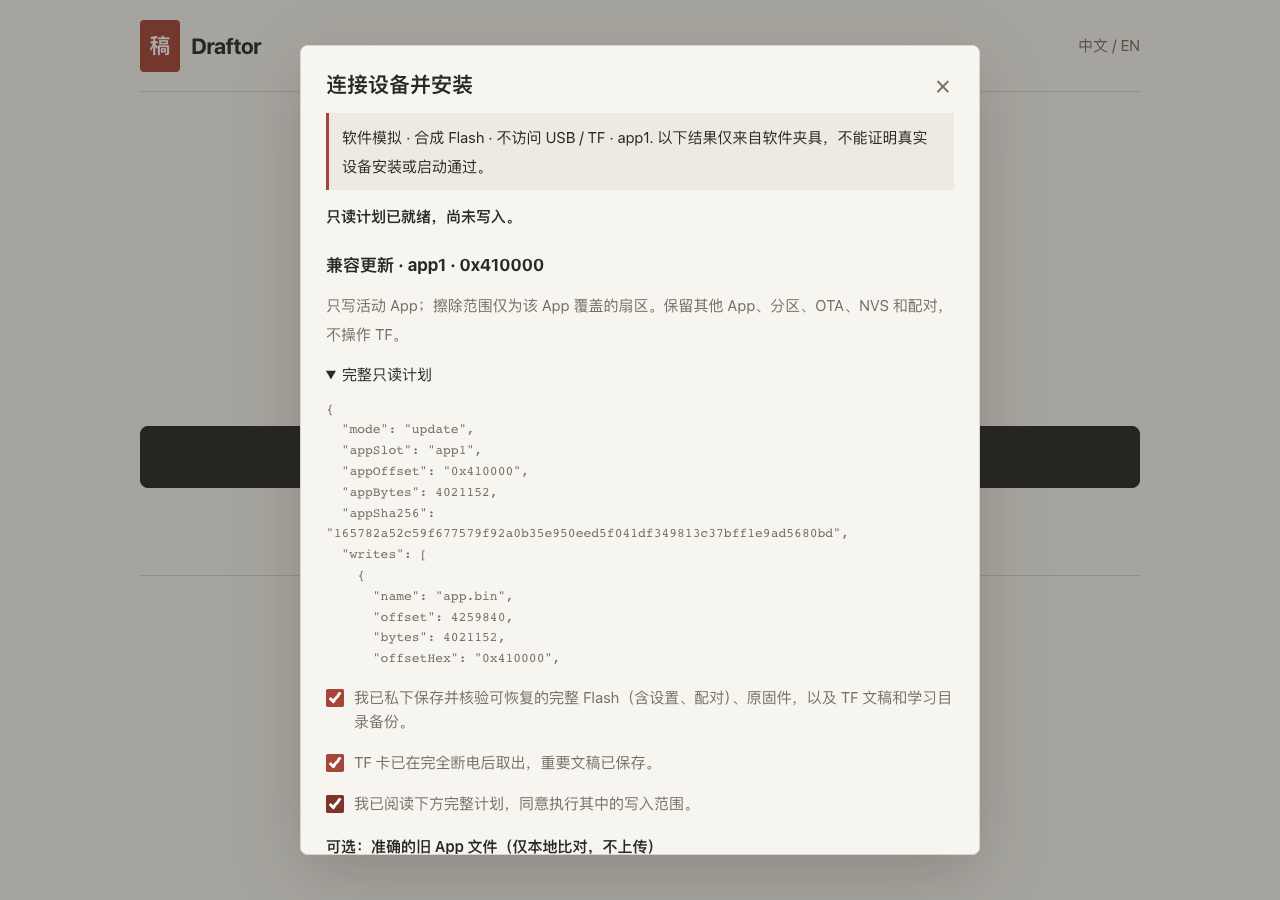 稿 Draftor
中文 / EN
连接设备并安装
×
软件模拟 · 合成 Flash · 不访问 USB / TF · app1. 以下结果仅来自软件夹具，不能证明真实
设备安装或启动通过。
只读计划已就绪，尚未写入。
兼容更新 · app1 · 0x410000
只写活动 App；擦除范围仅为该 App 覆盖的扇区。保留其他 App、分区、OTA、NVS 和配对，
不操作 TF。
▼ 完整只读计划
{
"mode": "update",
"appSlot": "app1",
"appOffset": "0x410000",
"appBytes": 4021152,
"appSha256":
"165782a52c59f677579f92a0b35e950eed5f041df349813c37bff1e9ad5680bd",
"writes": [
{
"name": "app.bin",
"offset": 4259840,
"bytes": 4021152,
"offsetHex": "0x410000",
我已私下保存并核验可恢复的完整 Flash（含设置、配对）、原固件，以及 TF 文稿和学习目
录备份。
TF 卡已在完全断电后取出，重要文稿已保存。
我已阅读下方完整计划，同意执行其中的写入范围。
可选：准确的旧 App 文件（仅本地比对，不上传）